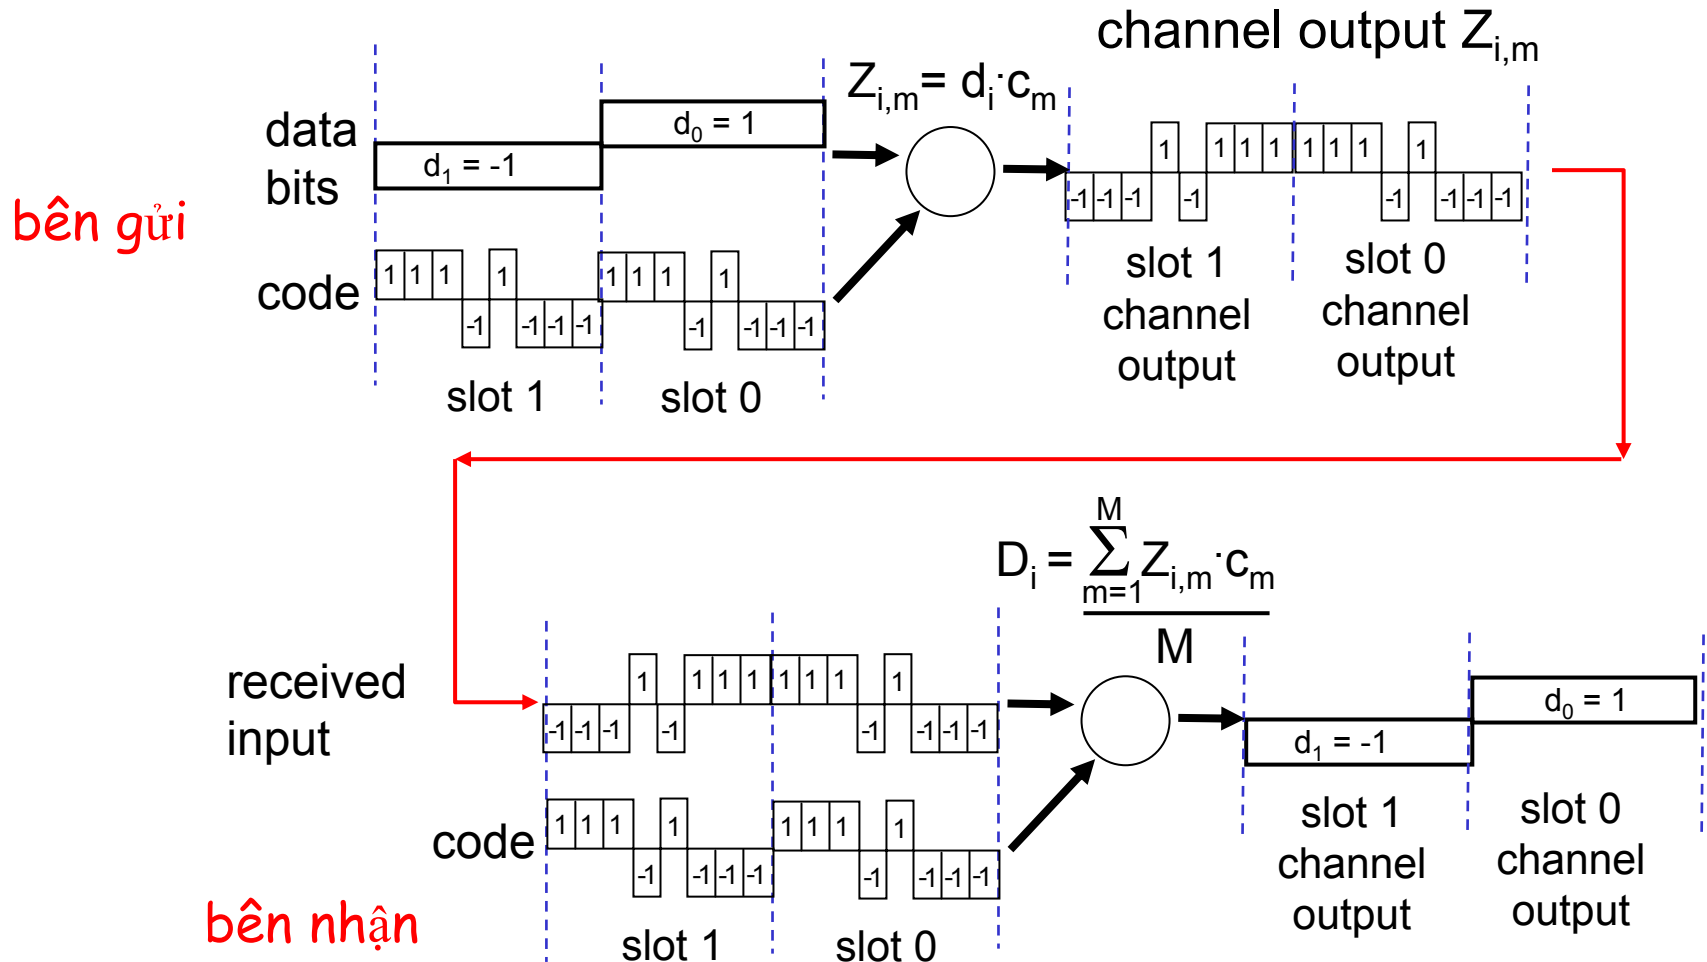 channel output Z_{i,m}
Z_{i,m} = d_i·c_m
data bits
d_0 = 1
d_1 = -1
bên gửi
1 1 1 -1 1 -1 -1 -1 1 1 1 -1 1 -1 -1 -1
code
slot 1
slot 0
-1 -1 -1 1 -1 1 1 1 1 1 1 -1 1 -1 -1 -1
slot 1
channel
output
slot 0
channel
output
D_i = \frac{\sum_{m=1}^{M} Z_{i,m}·c_m}{M}
received
input
-1 -1 -1 1 -1 1 1 1 1 1 1 -1 1 -1 -1 -1
code
1 1 1 -1 1 -1 -1 -1 1 1 1 -1 1 -1 -1 -1
slot 1
slot 0
bên nhận
d_0 = 1
d_1 = -1
slot 1
channel
output
slot 0
channel
output